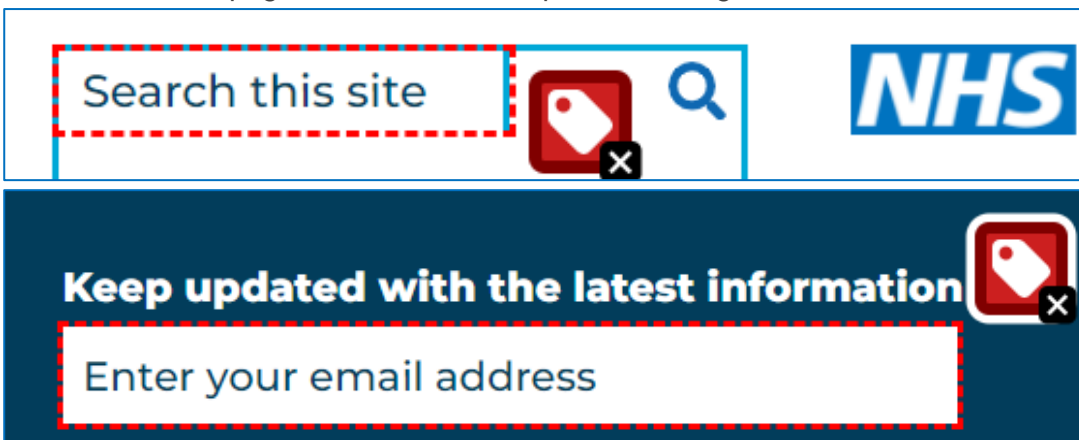 Search this site
NHS
Keep updated with the latest information
Enter your email address